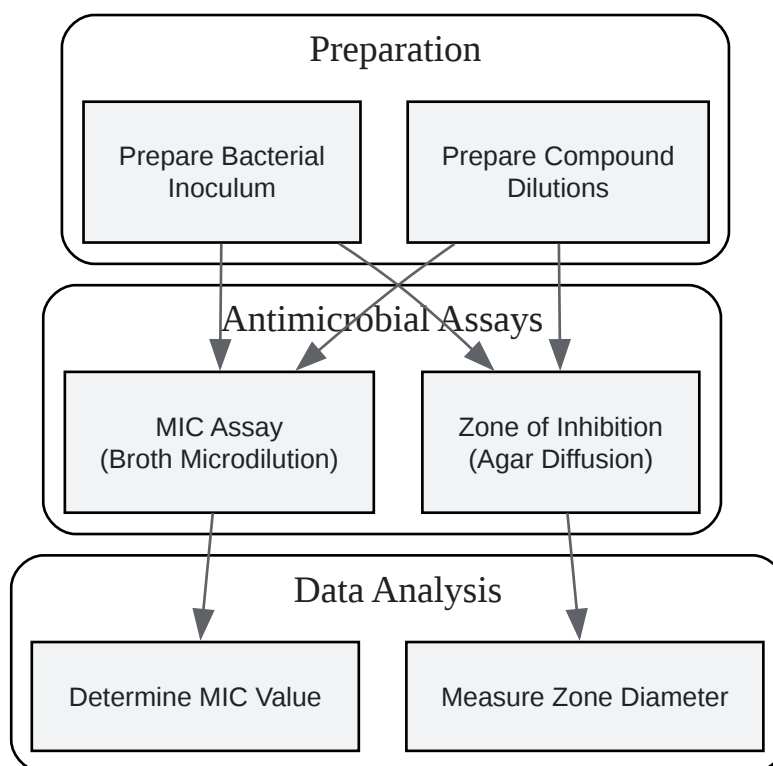 Preparation
Prepare Bacterial
Inoculum
Prepare Compound
Dilutions
Antimicrobial Assays
MIC Assay
(Broth Microdilution)
Zone of Inhibition
(Agar Diffusion)
Data Analysis
Determine MIC Value
Measure Zone Diameter